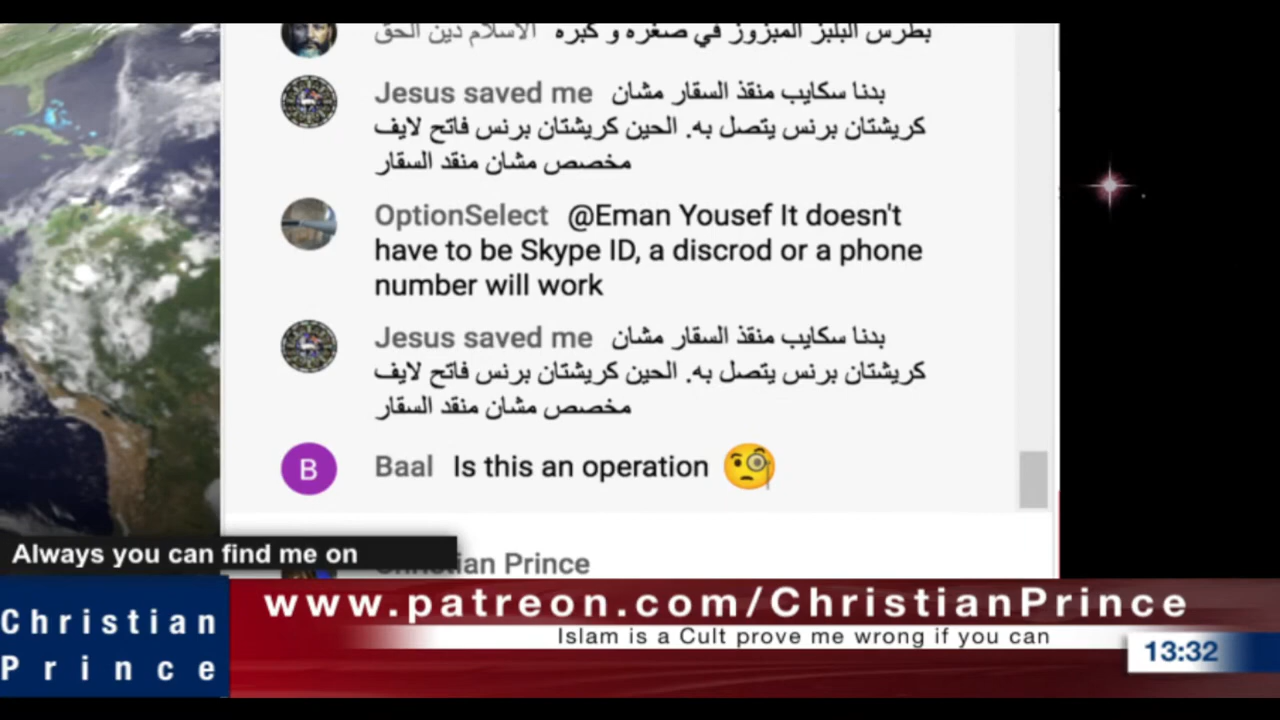 الاسلام دين الحق بطرس البلبز المبزوز في صغره و كبره
Jesus saved me بدنا سكايب منقذ السقار مشان
كريشتان برنس يتصل به. الحين كريشتان برنس فاتح لايف
مخصص مشان منقد السقار
OptionSelect @Eman Yousef It doesn't
have to be Skype ID, a discrod or a phone
number will work
Jesus saved me بدنا سكايب منقذ السقار مشان
كريشتان برنس يتصل به. الحين كريشتان برنس فاتح لايف
مخصص مشان منقد السقار
B Baal Is this an operation
Christian Prince
Always you can find me on
www.patreon.com/ChristianPrince
Islam is a Cult prove me wrong if you can
Christian
Prince
13:32